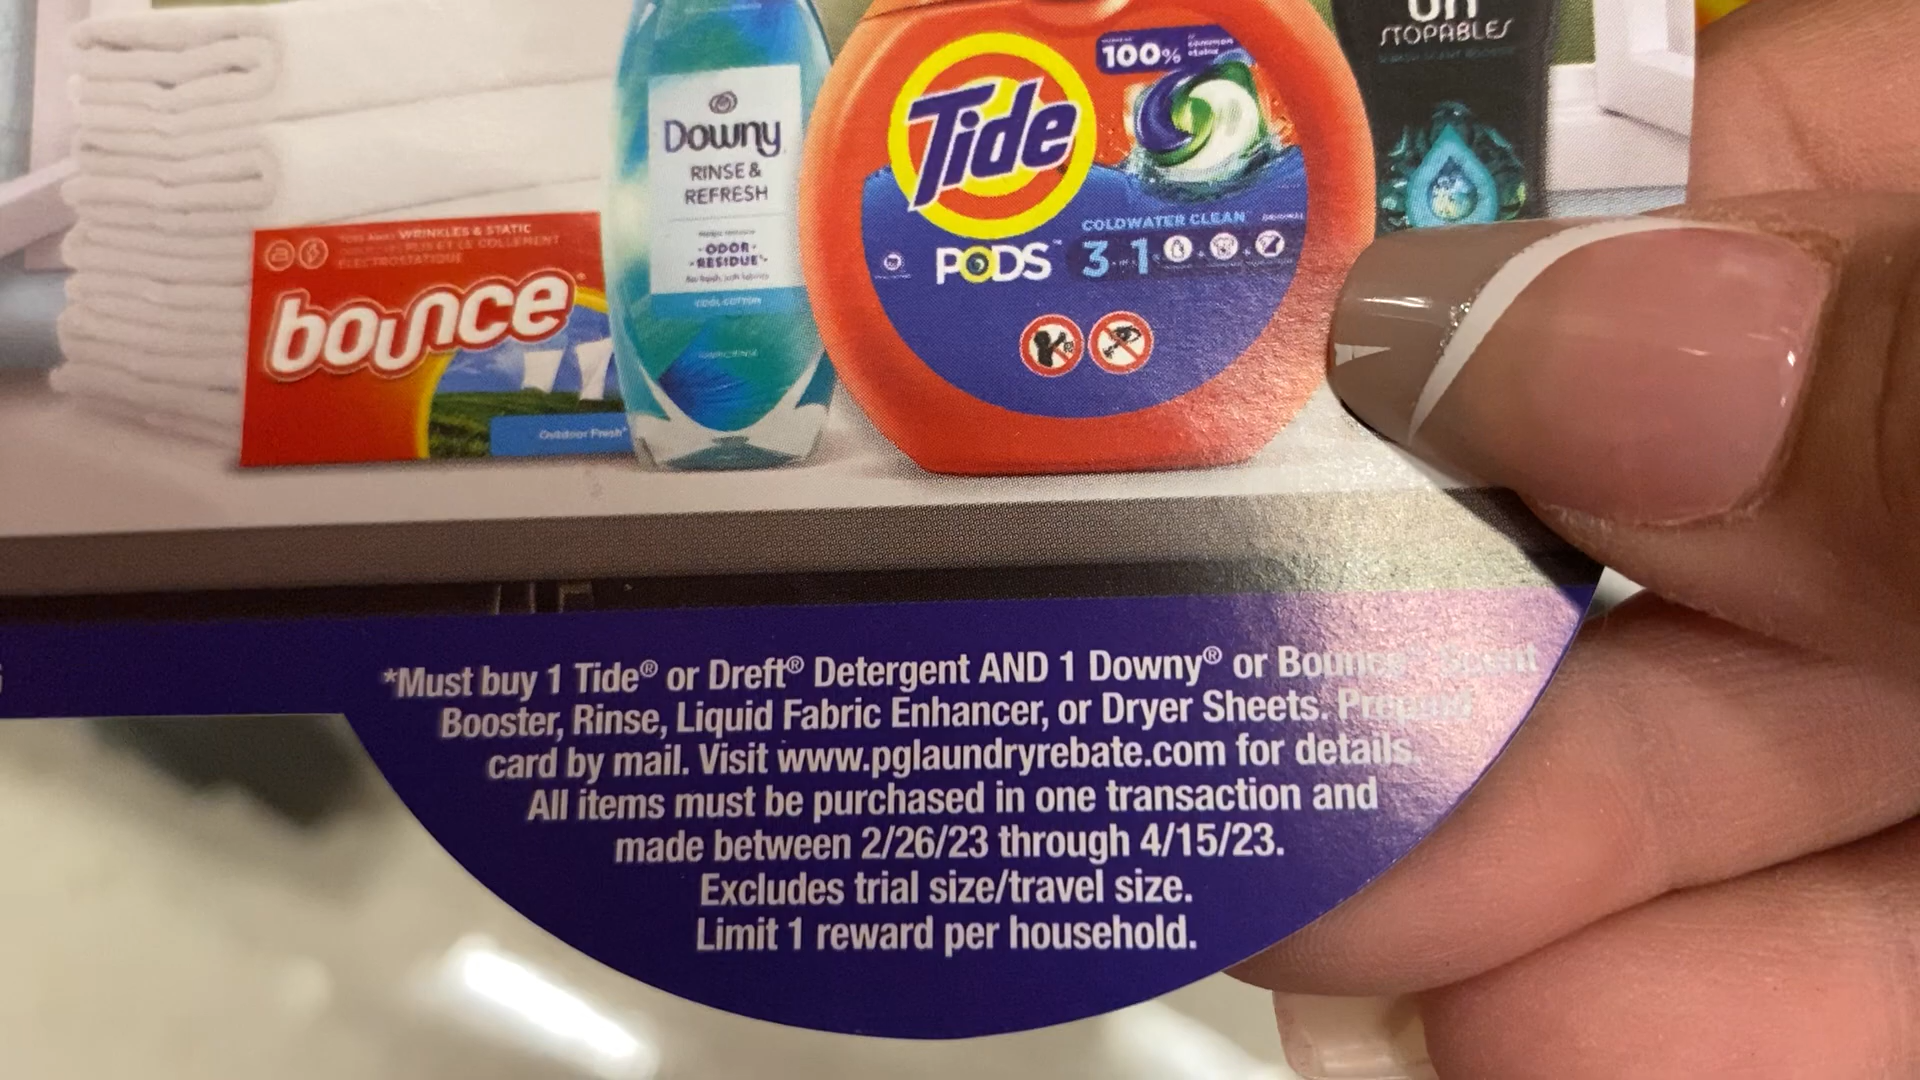 un
STOPABLES
100%
Tide
PODS™
COLDWATER CLEAN ORIGINAL
3 IN 1
Downy
RINSE &
REFRESH
ODOR
RESIDUE
COOL COTTON
WRINKLES & STATIC
bounce
Outdoor Fresh
*Must buy 1 Tide® or Dreft® Detergent AND 1 Downy® or Bounce® Scent
Booster, Rinse, Liquid Fabric Enhancer, or Dryer Sheets. Prepaid
card by mail. Visit www.pglaundryrebate.com for details.
All items must be purchased in one transaction and
made between 2/26/23 through 4/15/23.
Excludes trial size/travel size.
Limit 1 reward per household.